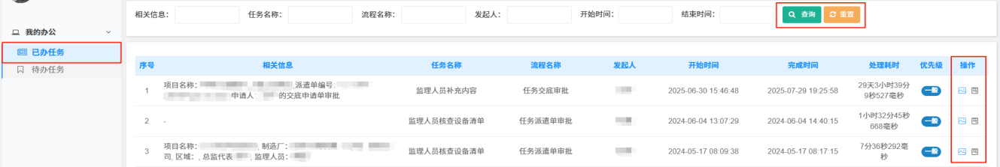 相关信息： 任务名称： 流程名称： 发起人： 开始时间： 结束时间： 查询 重置
我的办公
已办任务
待办任务
序号 相关信息 任务名称 流程名称 发起人 开始时间 完成时间 处理耗时 优先级 操作
1 项目名称： ,派遣单编号： 申请人 的交底申请单审批 监理人员补充内容 任务交底审批 2025-06-30 15:46:48 2025-07-29 19:25:58 29天3小时39分9秒527毫秒 一般
2 - 监理人员核查设备清单 任务派遣单审批 2024-06-04 13:07:29 2024-06-04 14:40:15 1小时32分45秒668毫秒 一般
3 项目名称： , 制造厂： 司, 区域： , 总监代表 , 监理人员： 监理人员核查设备清单 任务派遣单审批 2024-05-17 08:09:38 2024-05-17 08:17:15 7分36秒292毫秒 一般